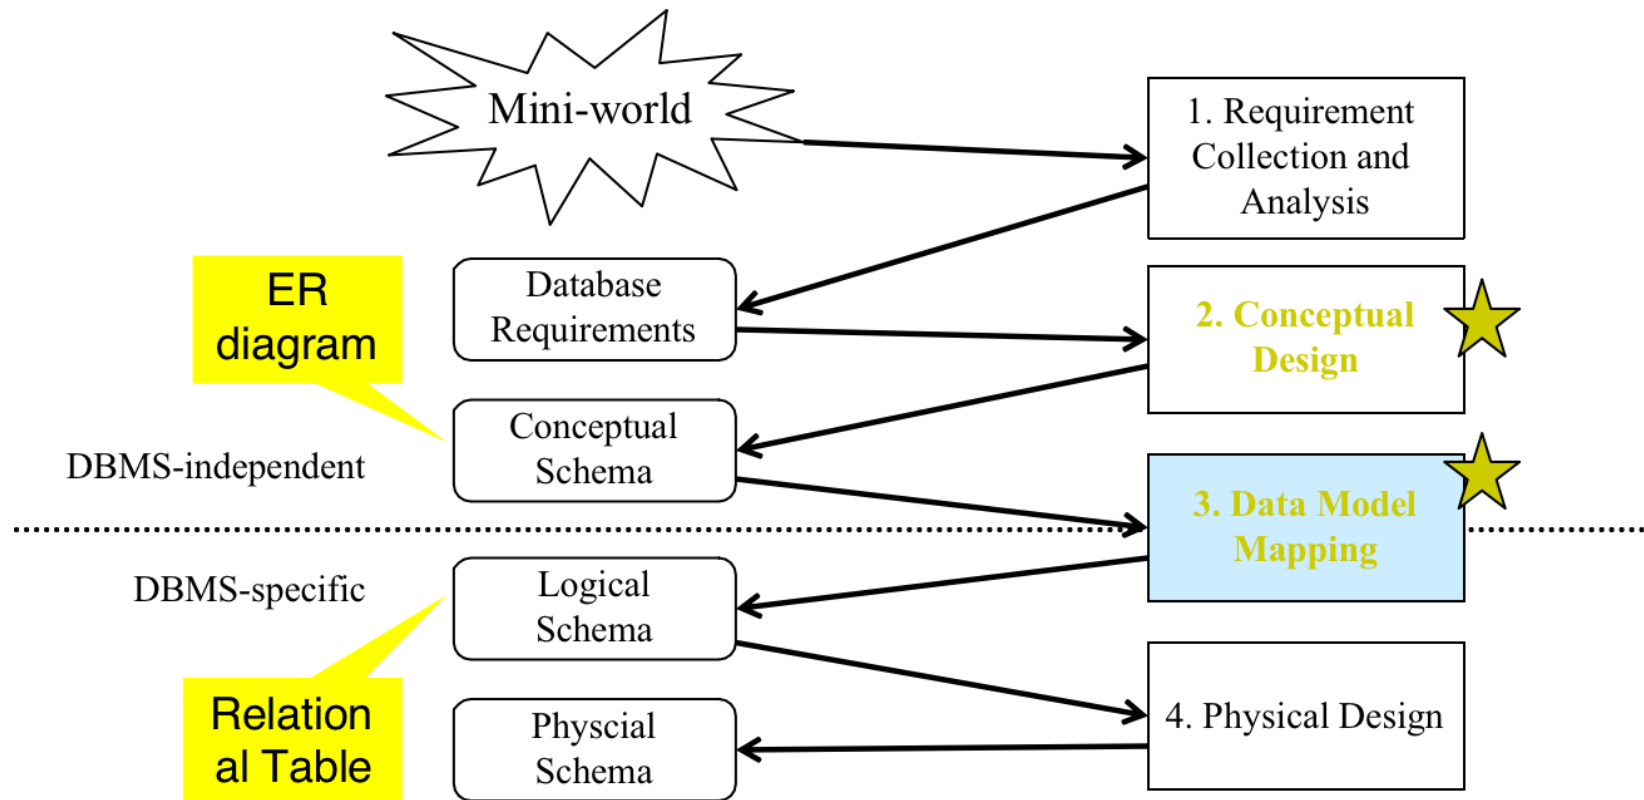 Mini-world
1. Requirement
Collection and
Analysis
ER
diagram
Database
Requirements
2. Conceptual
Design
Conceptual
Schema
DBMS-independent
3. Data Model
Mapping
DBMS-specific
Logical
Schema
Relation
al Table
Physcial
Schema
4. Physical Design